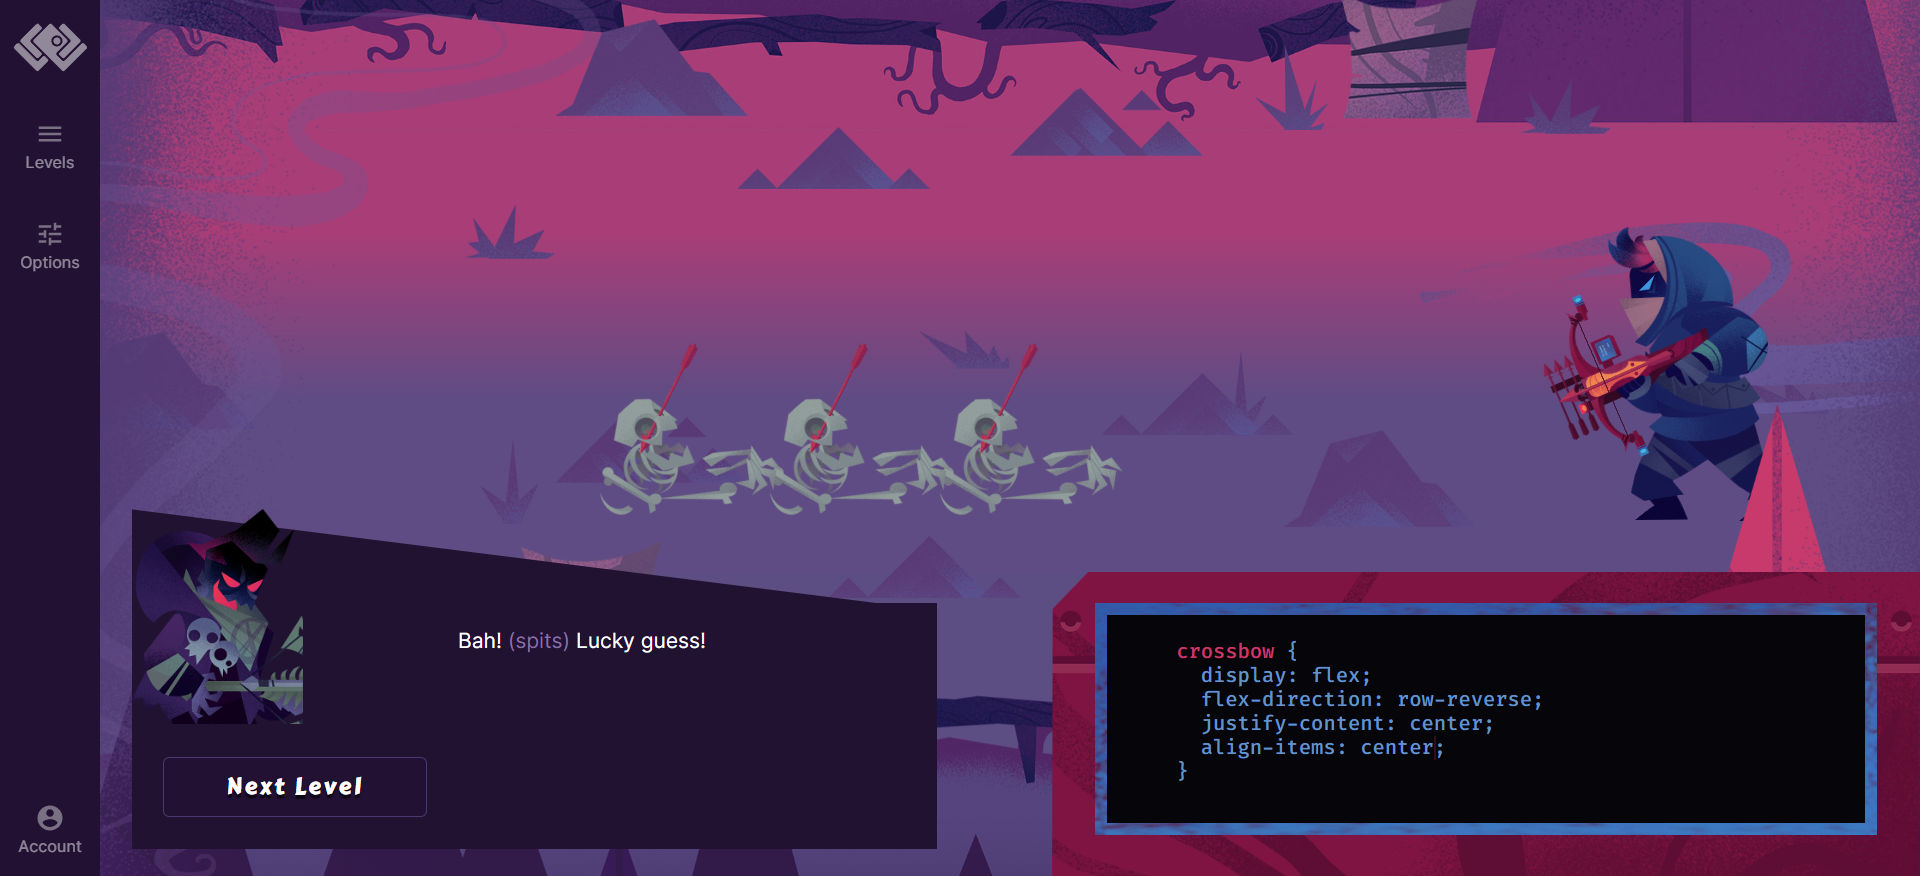 Levels
Options
Account
Bah! (spits) Lucky guess!
Next Level
crossbow {
  display: flex;
  flex-direction: row-reverse;
  justify-content: center;
  align-items: center;
}